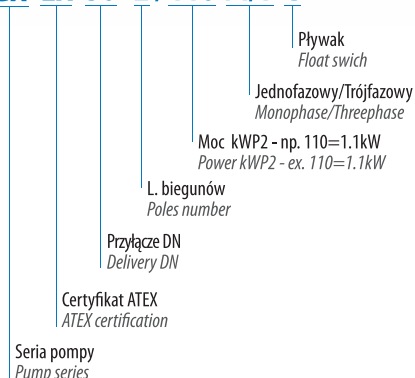 Pływak
Float swich
Jednofazowy/Trójfazowy
Monophase/Threephase
Moc kWP2 - np. 110=1.1kW
Power kWP2 - ex. 110=1.1kW
L. biegunów
Poles number
Przyłącze DN
Delivery DN
Certyfikat ATEX
ATEX certification
Seria pompy
Pump series